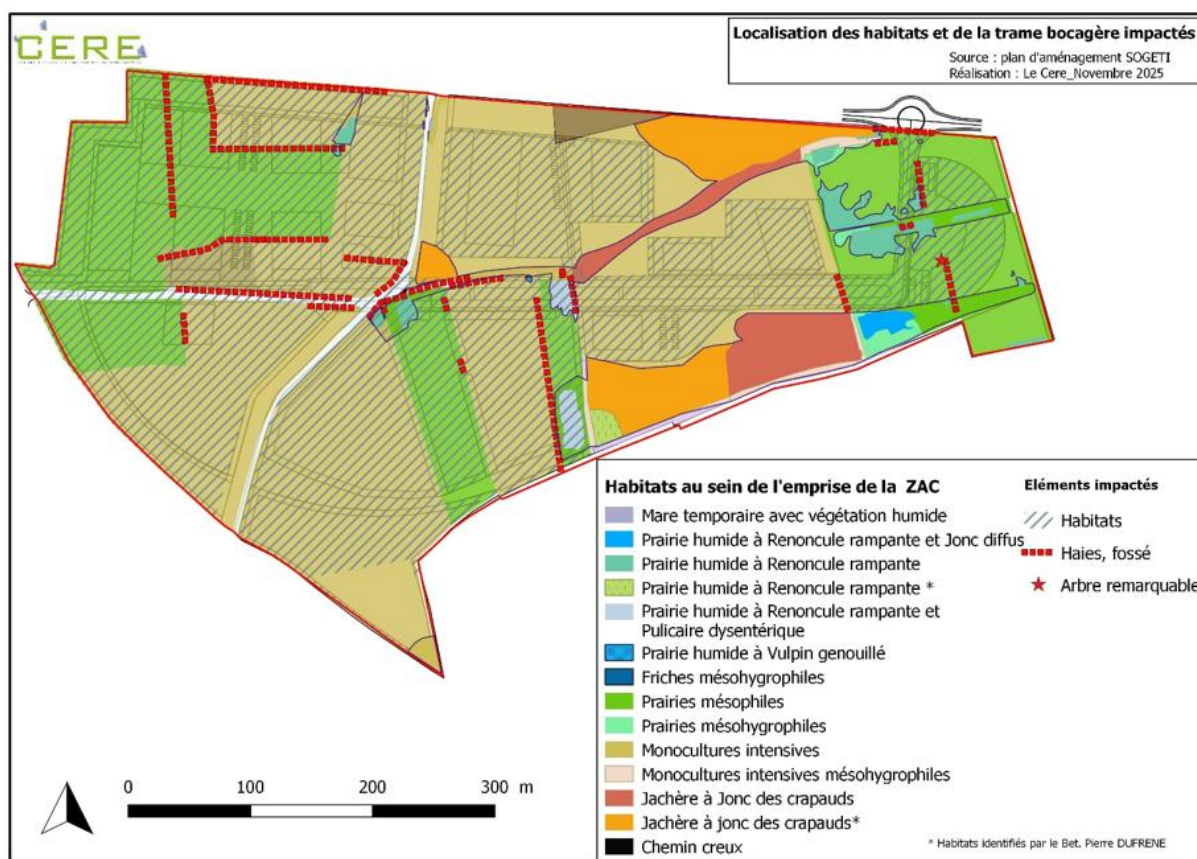 CERE
Localisation des habitats et de la trame bocagère impactés
Source : plan d'aménagement SOGETI
Réalisation : Le Cere_Novembre 2025
Habitats au sein de l'emprise de la ZAC
Mare temporaire avec végétation humide
Prairie humide à Renoncule rampante et Jonc diffus
Prairie humide à Renoncule rampante
Prairie humide à Renoncule rampante *
Prairie humide à Renoncule rampante et
Pulicaire dysentérique
Prairie humide à Vulpin genouillé
Friches mésohygrophiles
Prairies mésophiles
Prairies mésohygrophiles
Monocultures intensives
Monocultures intensives mésohygrophiles
Jachère à Jonc des crapauds
Jachère à jonc des crapauds*
Chemin creux
Eléments impactés
Habitats
Haies, fossé
Arbre remarquable
* Habitats identifiés par le Bet. Pierre DUFRENE
0 100 200 300 m